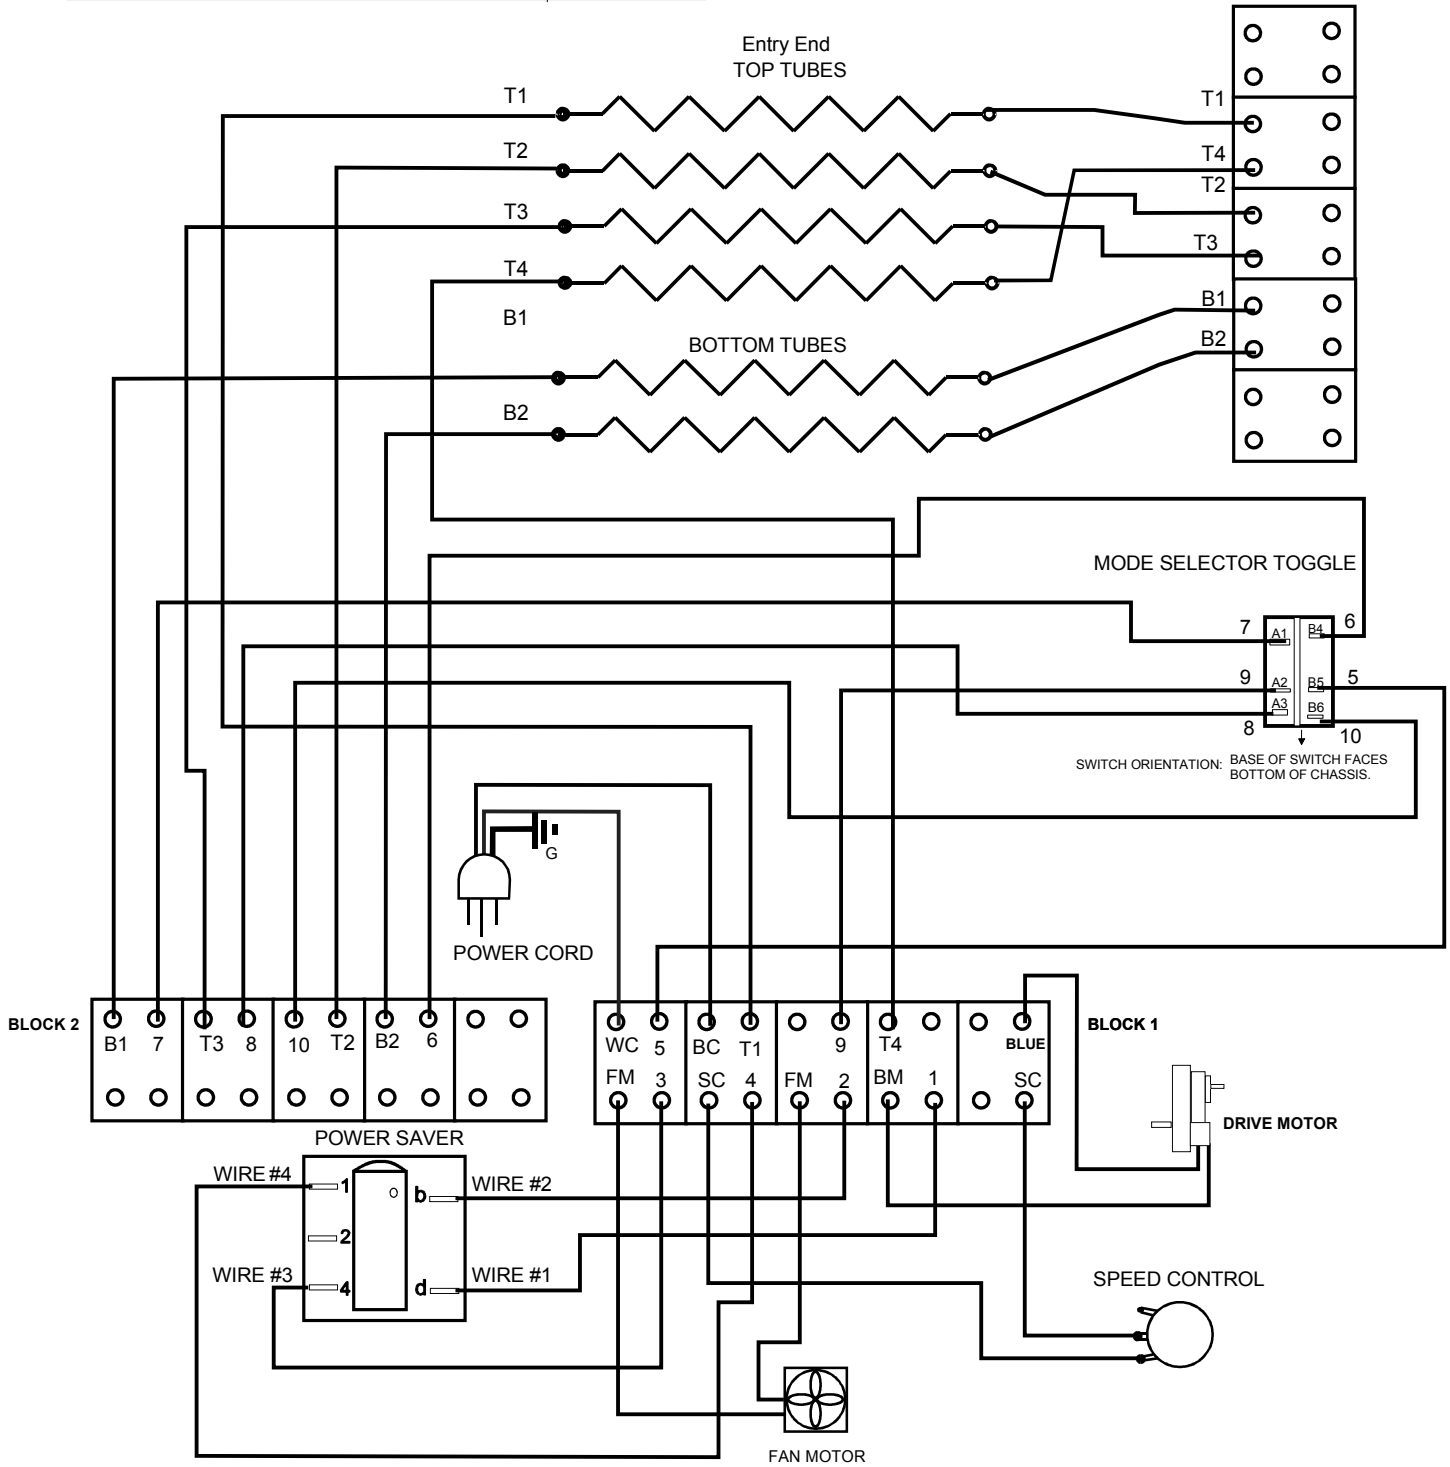 Entry End
TOP TUBES
T1
T1
T2
T4
T2
T3
T3
T4
B1
B1
BOTTOM TUBES
B2
B2
MODE SELECTOR TOGGLE
7
A1
B4
6
9
A2
B5
5
A3
B6
8
10
SWITCH ORIENTATION: BASE OF SWITCH FACES
BOTTOM OF CHASSIS.
G
POWER CORD
BLOCK 2
B1 7 T3 8 10 T2 B2 6
BLOCK 1
WC 5 BC T1 9 T4 BLUE
FM 3 SC 4 FM 2 BM 1 SC
DRIVE MOTOR
POWER SAVER
WIRE #4
1
b
WIRE #2
2
WIRE #3
4
d
WIRE #1
SPEED CONTROL
FAN MOTOR